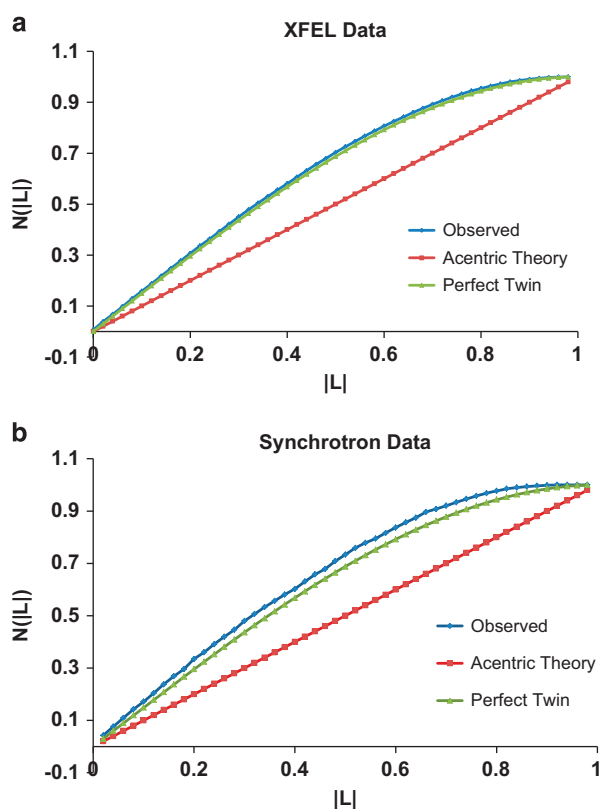 a
XFEL Data
1.1
0.9
0.7
0.5
0.3
0.1
-0.1
N(|L|)
0
0.2
0.4
0.6
0.8
1
|L|
Observed
Acentric Theory
Perfect Twin
b
Synchrotron Data
1.1
0.9
0.7
0.5
0.3
0.1
-0.1
N(|L|)
0
0.2
0.4
0.6
0.8
1
|L|
Observed
Acentric Theory
Perfect Twin